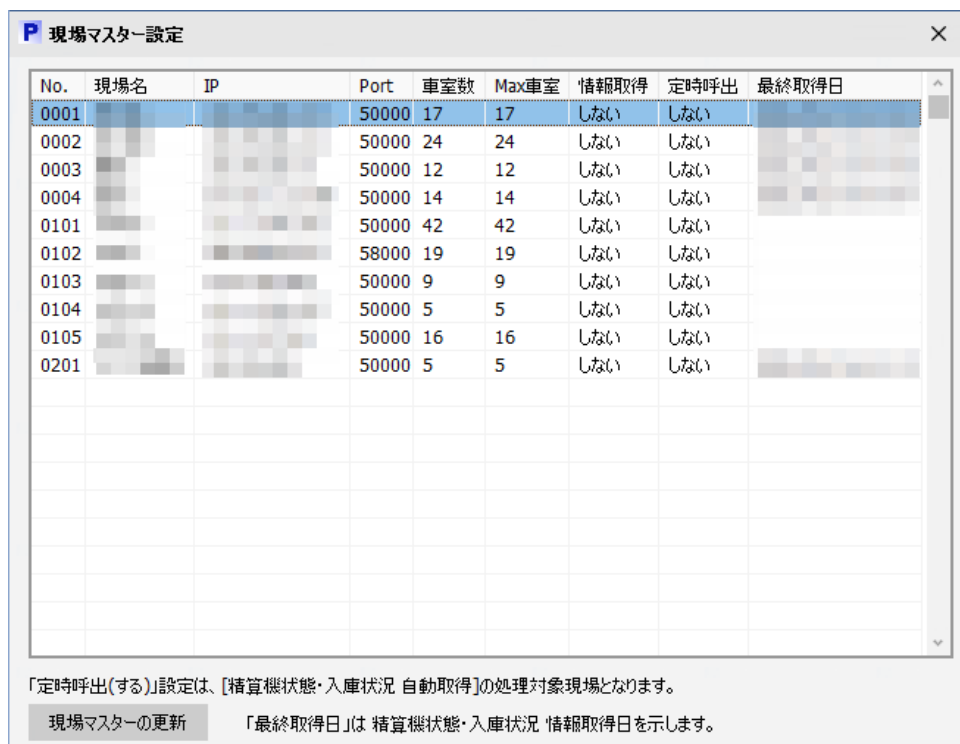 P 現場マスター設定
No. 現場名 IP Port 車室数 Max車室 情報取得 定時呼出 最終取得日
0001 50000 17 17 しない しない
0002 50000 24 24 しない しない
0003 50000 12 12 しない しない
0004 50000 14 14 しない しない
0101 50000 42 42 しない しない
0102 58000 19 19 しない しない
0103 50000 9 9 しない しない
0104 50000 5 5 しない しない
0105 50000 16 16 しない しない
0201 50000 5 5 しない しない
「定時呼出(する)」設定は、[精算機状態・入庫状況 自動取得]の処理対象現場となります。
現場マスターの更新 「最終取得日」は 精算機状態・入庫状況 情報取得日を示します。